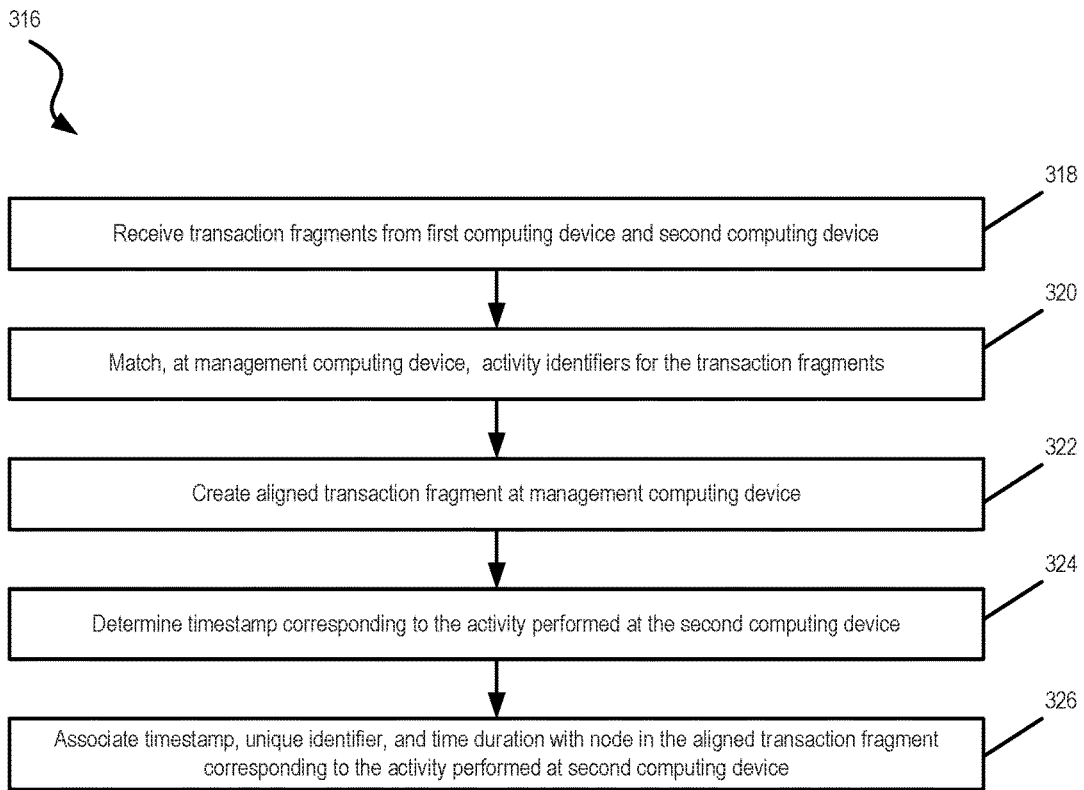 316
318
Receive transaction fragments from first computing device and second computing device
320
Match, at management computing device, activity identifiers for the transaction fragments
322
Create aligned transaction fragment at management computing device
324
Determine timestamp corresponding to the activity performed at the second computing device
326
Associate timestamp, unique identifier, and time duration with node in the aligned transaction fragment
corresponding to the activity performed at second computing device